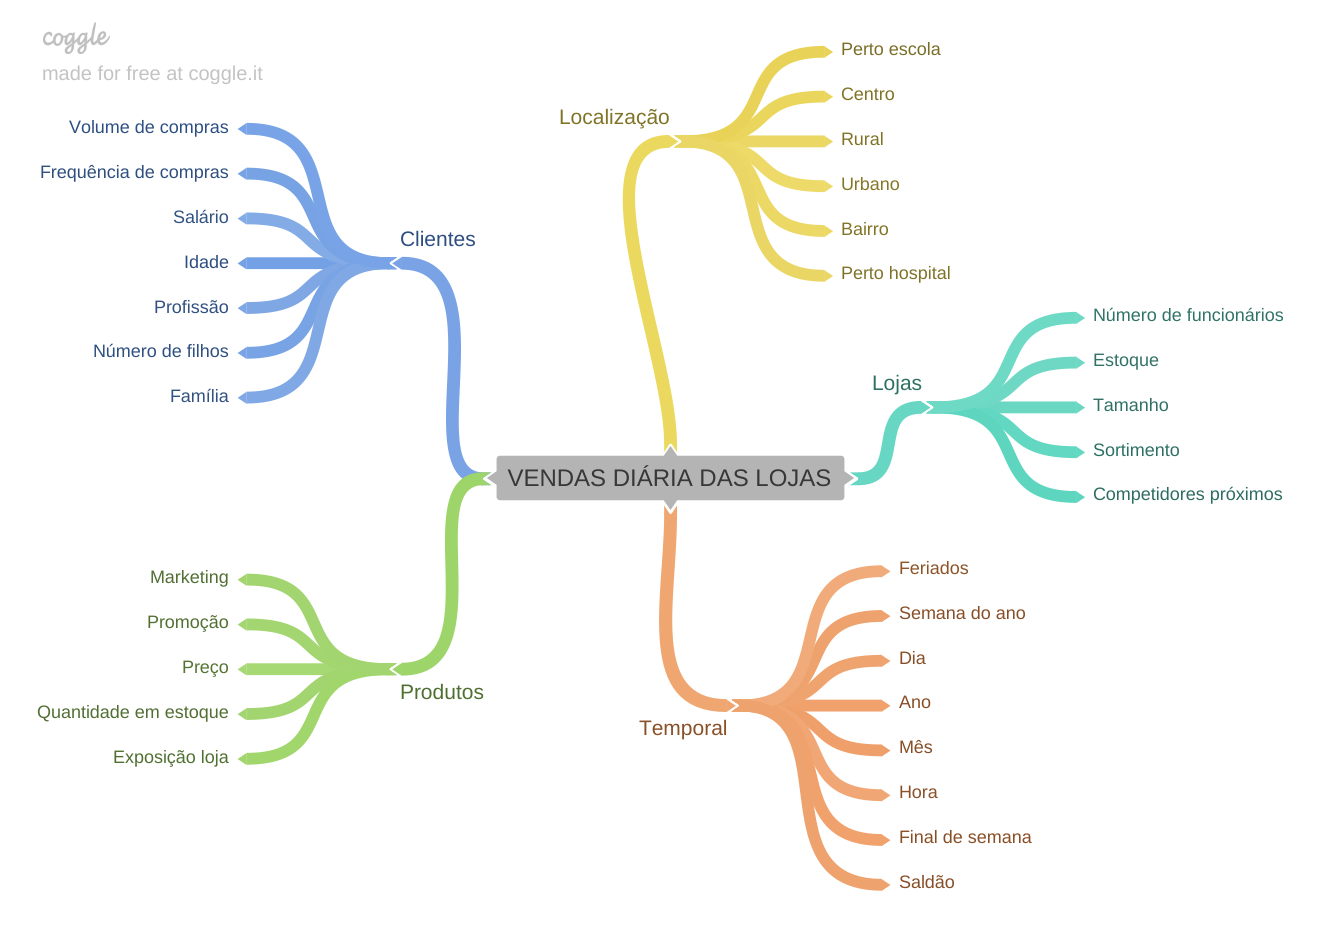 coggle
made for free at coggle.it
Volume de compras
Frequência de compras
Salário
Idade
Profissão
Número de filhos
Família
Clientes
Localização
Perto escola
Centro
Rural
Urbano
Bairro
Perto hospital
Lojas
Número de funcionários
Estoque
Tamanho
Sortimento
Competidores próximos
VENDAS DIÁRIA DAS LOJAS
Marketing
Promoção
Preço
Quantidade em estoque
Exposição loja
Produtos
Temporal
Feriados
Semana do ano
Dia
Ano
Mês
Hora
Final de semana
Saldão